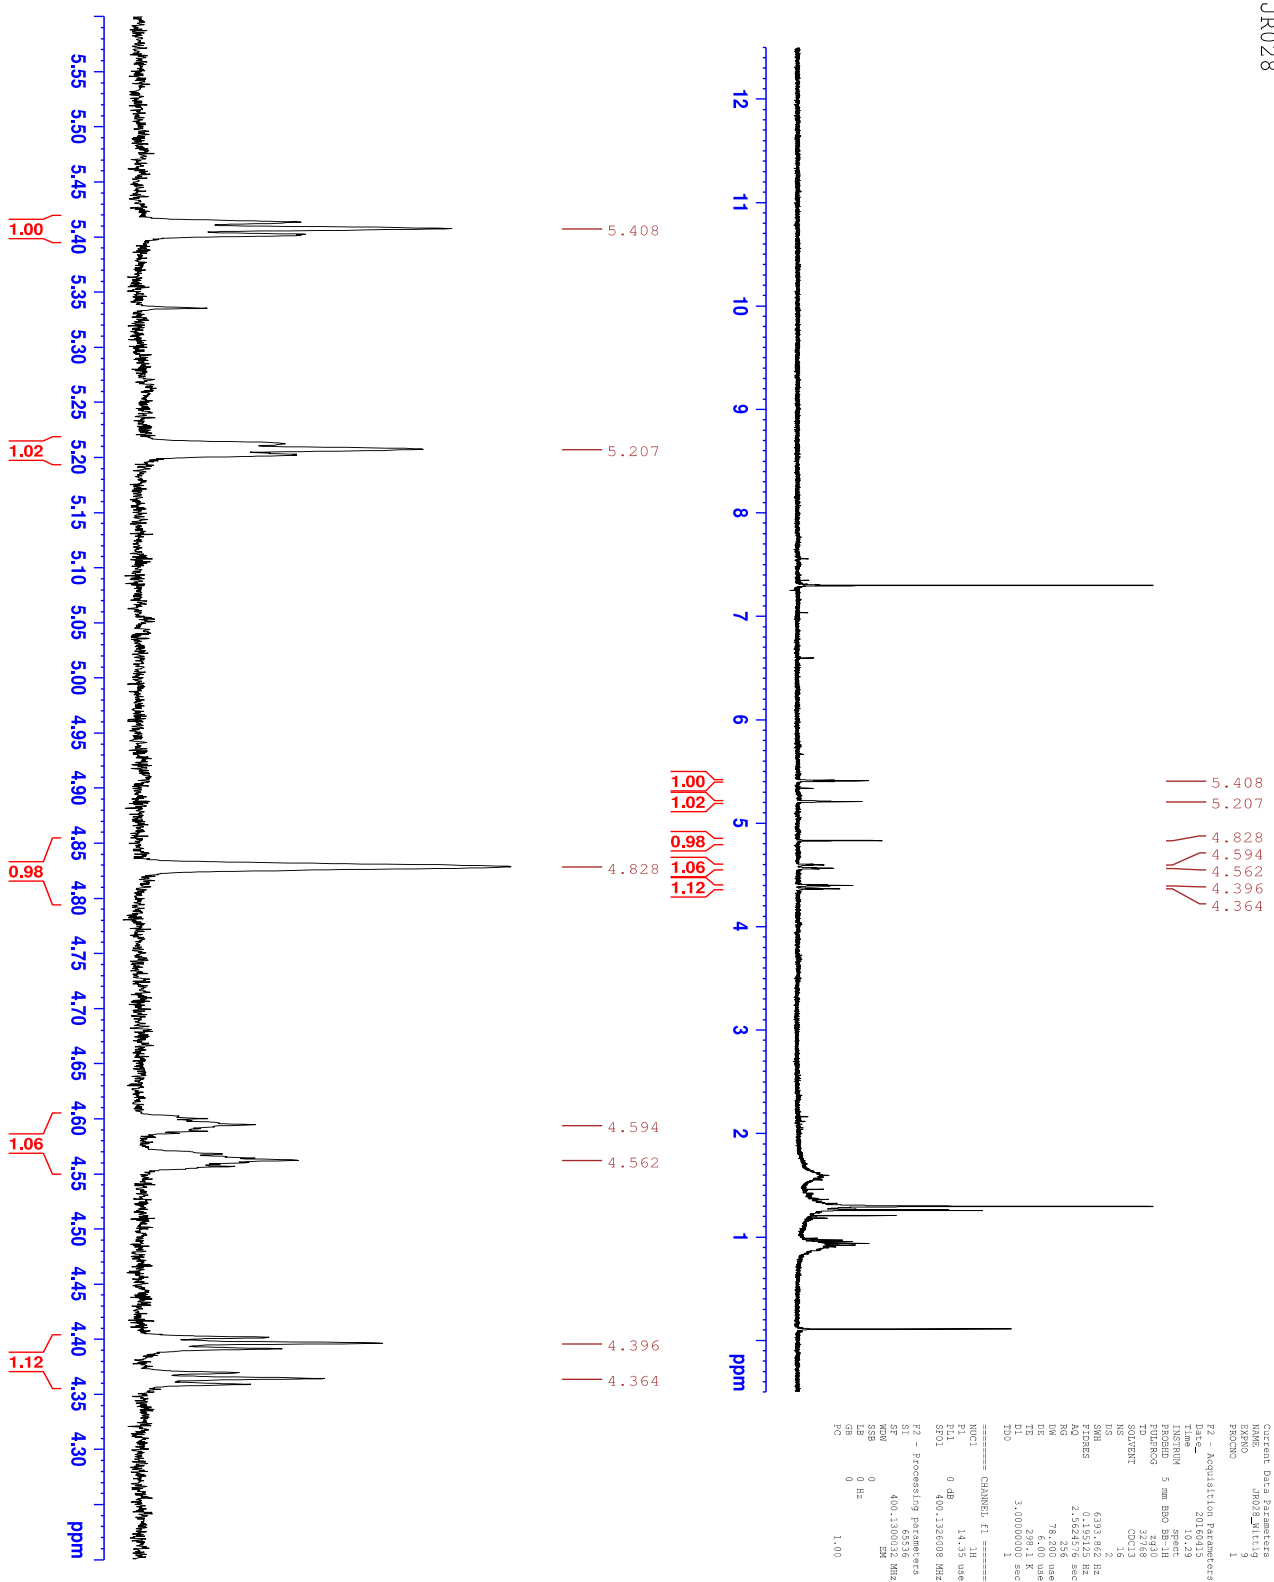 JR028
Current Data Parameters
NAME JR028_Wittig
EXPNO 9
PROCNO 1
F2 - Acquisition Parameters
Date_ 20160415
Time 10.29
INSTRUM spect
PROBHD 5 mm BBO BB-1H
PULPROG zg30
TD 32768
SOLVENT CDCl3
NS 16
DS 2
SWH 6393.862 Hz
FIDRES 0.195125 Hz
AQ 2.5624576 sec
RG 256
DW 78.200 use
DE 6.00 use
TE 298.1 K
D1 3.00000000 sec
TD0 1
======== CHANNEL f1 ========
NUC1 1H
P1 14.35 use
PL1 0 dB
SFO1 400.1326008 MHz
F2 - Processing parameters
SI 65536
SF 400.1300032 MHz
WDW EM
SSB 0
LB 0 Hz
GB 0
PC 1.00
5.408
5.207
4.828
4.594
4.562
4.396
4.364
12 11 10 9 8 7 6 5 4 3 2 1 ppm
1.00
1.02
0.98
1.06
1.12
5.408
5.207
4.828
4.594
4.562
4.396
4.364
5.55 5.50 5.45 5.40 5.35 5.30 5.25 5.20 5.15 5.10 5.05 5.00 4.95 4.90 4.85 4.80 4.75 4.70 4.65 4.60 4.55 4.50 4.45 4.40 4.35 4.30 ppm
1.00
1.02
0.98
1.06
1.12